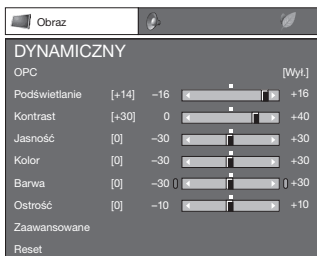 Obraz
DYNAMICZNY
OPC [Wył.]
Podświetlanie [+14] –16 +16
Kontrast [+30] 0 +40
Jasność [0] –30 +30
Kolor [0] –30 +30
Barwa [0] –30 +30
Ostrość [0] –10 +10
Zaawansowane
Reset